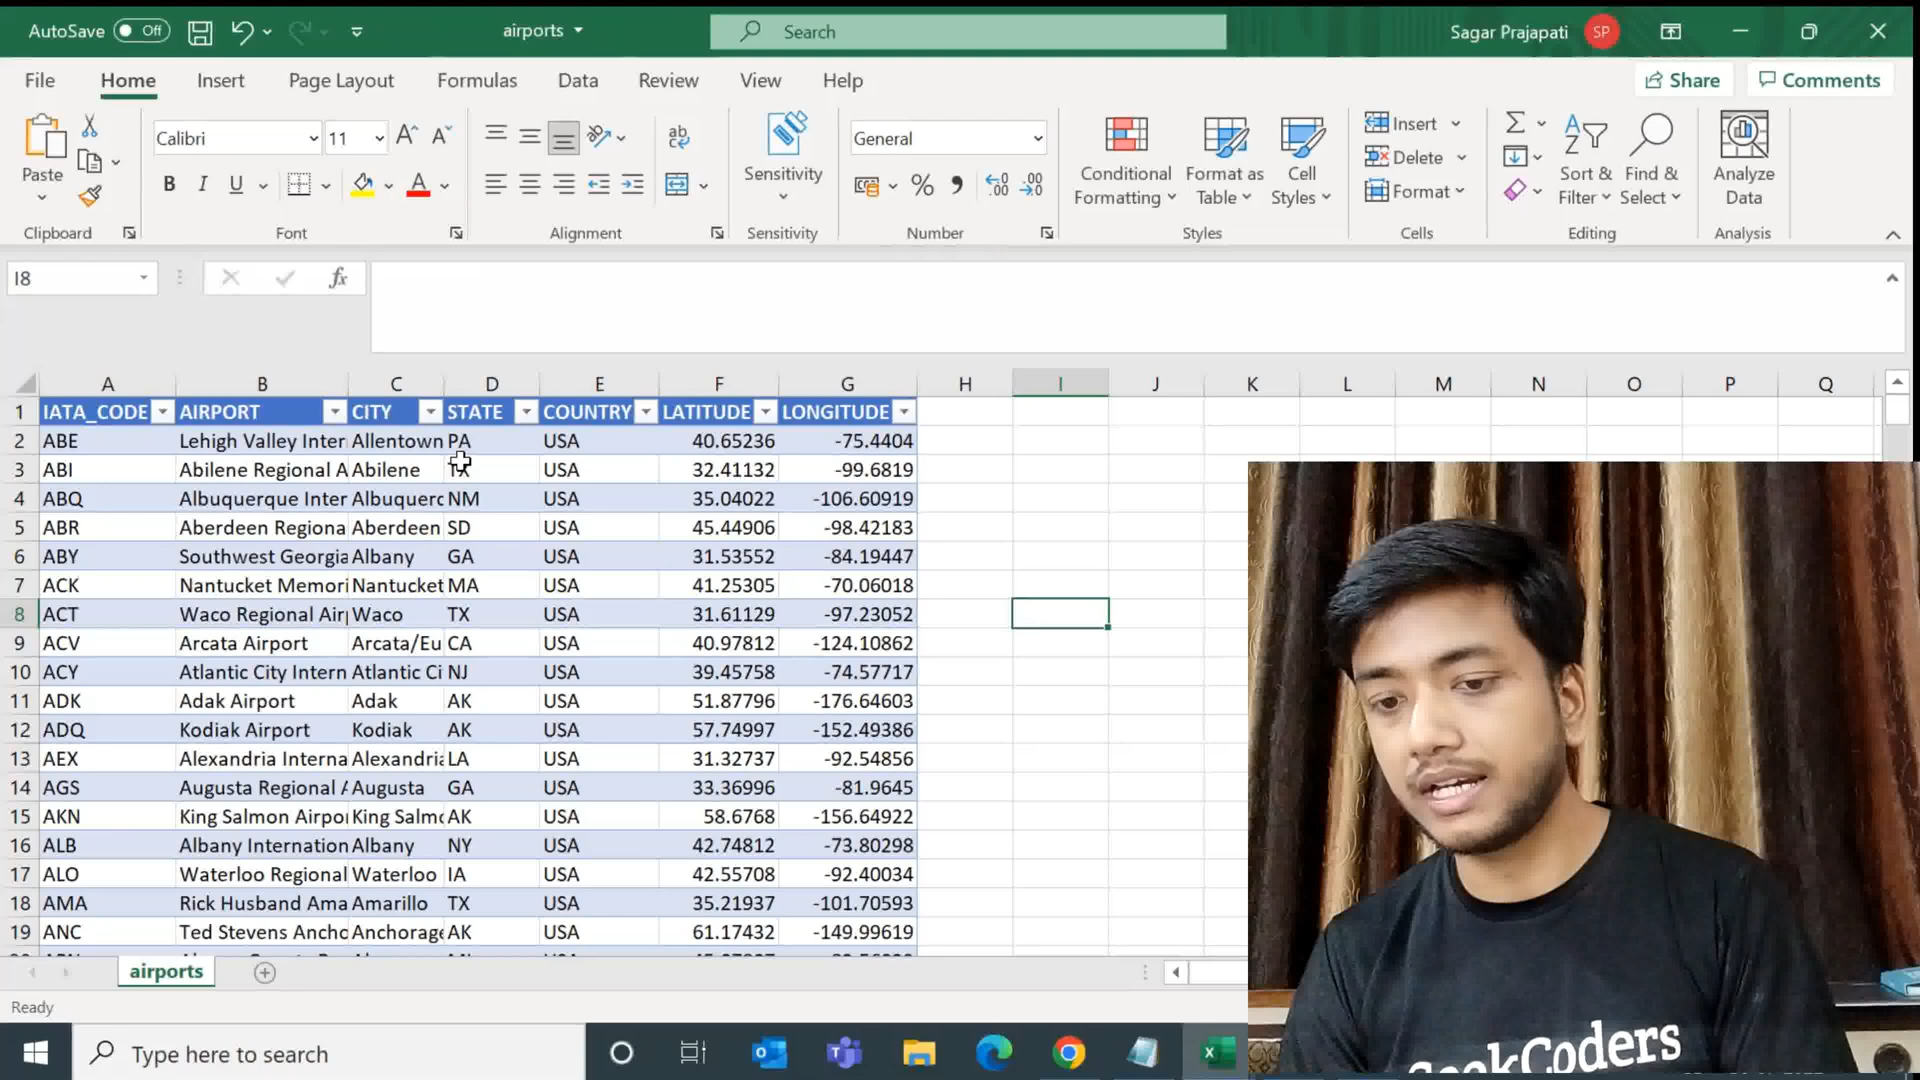 AutoSave Off airports Search Sagar Prajapati SP
File Home Insert Page Layout Formulas Data Review View Help Share Comments
Paste Calibri 11 General Sensitivity Conditional Formatting Format as Table Cell Styles Insert Delete Format Sort & Filter Find & Select Analyze Data
Clipboard Font Alignment Sensitivity Number Styles Cells Editing Analysis
I8 fx
A B C D E F G H I J K L M N O P Q
1 IATA_CODE AIRPORT CITY STATE COUNTRY LATITUDE LONGITUDE
2 ABE Lehigh Valley Inter Allentown PA USA 40.65236 -75.4404
3 ABI Abilene Regional A Abilene TX USA 32.41132 -99.6819
4 ABQ Albuquerque Inter Albuquerc NM USA 35.04022 -106.60919
5 ABR Aberdeen Regiona Aberdeen SD USA 45.44906 -98.42183
6 ABY Southwest Georgia Albany GA USA 31.53552 -84.19447
7 ACK Nantucket Memori Nantucket MA USA 41.25305 -70.06018
8 ACT Waco Regional Air Waco TX USA 31.61129 -97.23052
9 ACV Arcata Airport Arcata/Eu CA USA 40.97812 -124.10862
10 ACY Atlantic City Intern Atlantic Ci NJ USA 39.45758 -74.57717
11 ADK Adak Airport Adak AK USA 51.87796 -176.64603
12 ADQ Kodiak Airport Kodiak AK USA 57.74997 -152.49386
13 AEX Alexandria Interna Alexandria LA USA 31.32737 -92.54856
14 AGS Augusta Regional A Augusta GA USA 33.36996 -81.9645
15 AKN King Salmon Airpo King Salmo AK USA 58.6768 -156.64922
16 ALB Albany Internation Albany NY USA 42.74812 -73.80298
17 ALO Waterloo Regional Waterloo IA USA 42.55708 -92.40034
18 AMA Rick Husband Ama Amarillo TX USA 35.21937 -101.70593
19 ANC Ted Stevens Ancho Anchorage AK USA 61.17432 -149.99619
airports
Ready
Type here to search
GeekCoders